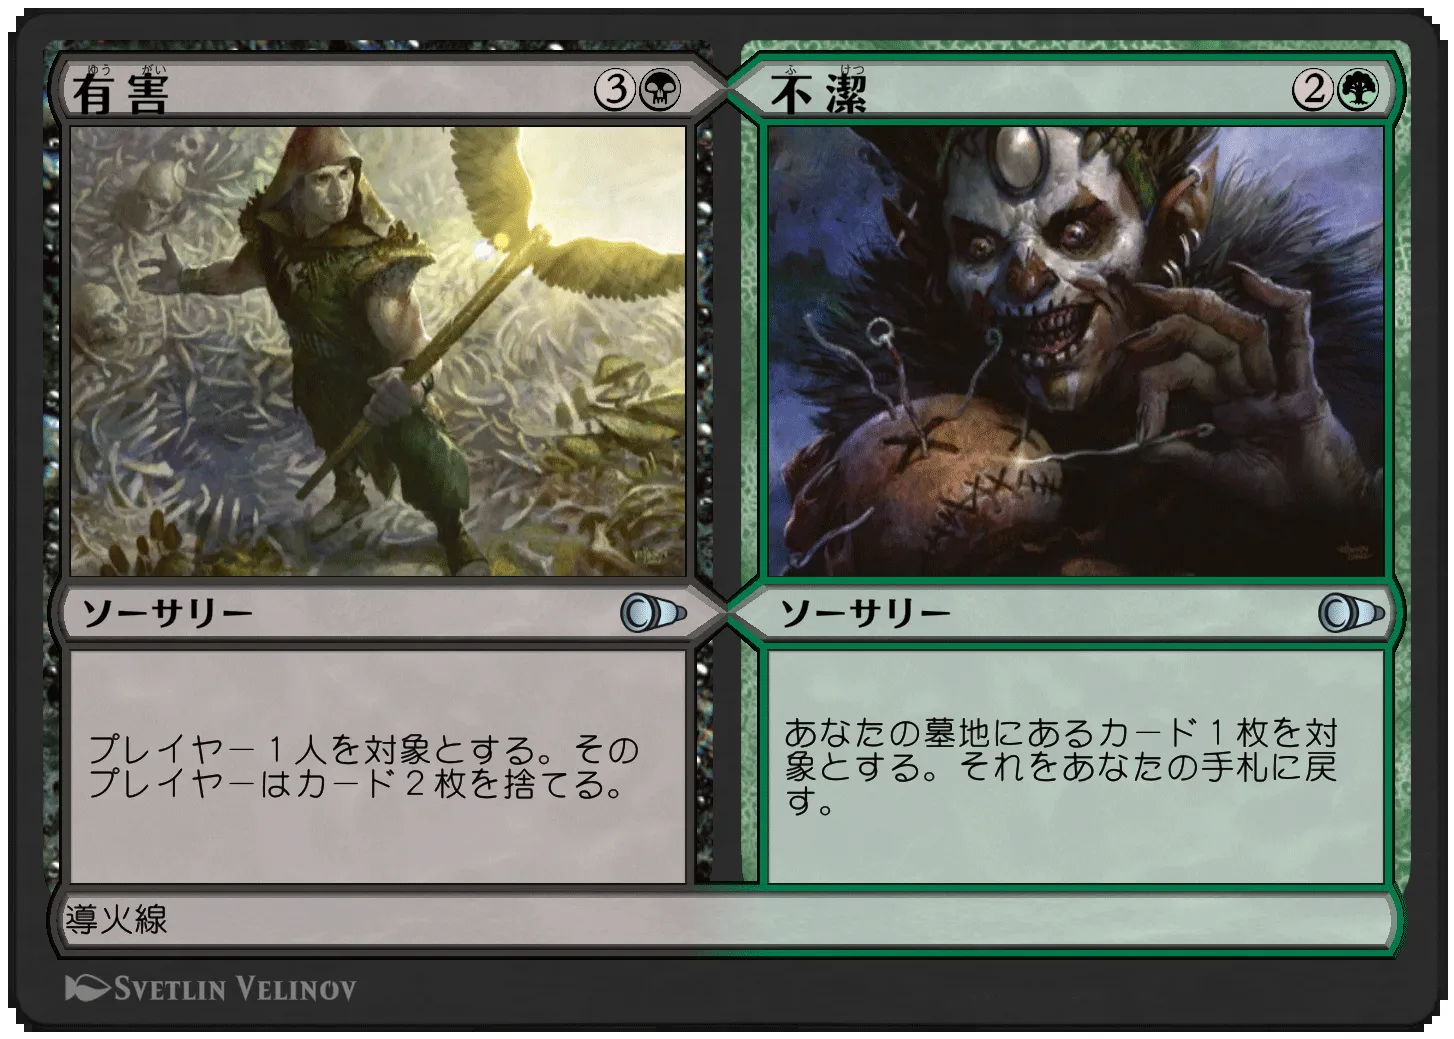 有害
ゆう がい
3
不潔
ふ けつ
2
ソーサリー
ソーサリー
プレイヤー1人を対象とする。その
プレイヤーはカード2枚を捨てる。
あなたの墓地にあるカード1枚を対
象とする。それをあなたの手札に戻
す。
導火線
SVETLIN VELINOV